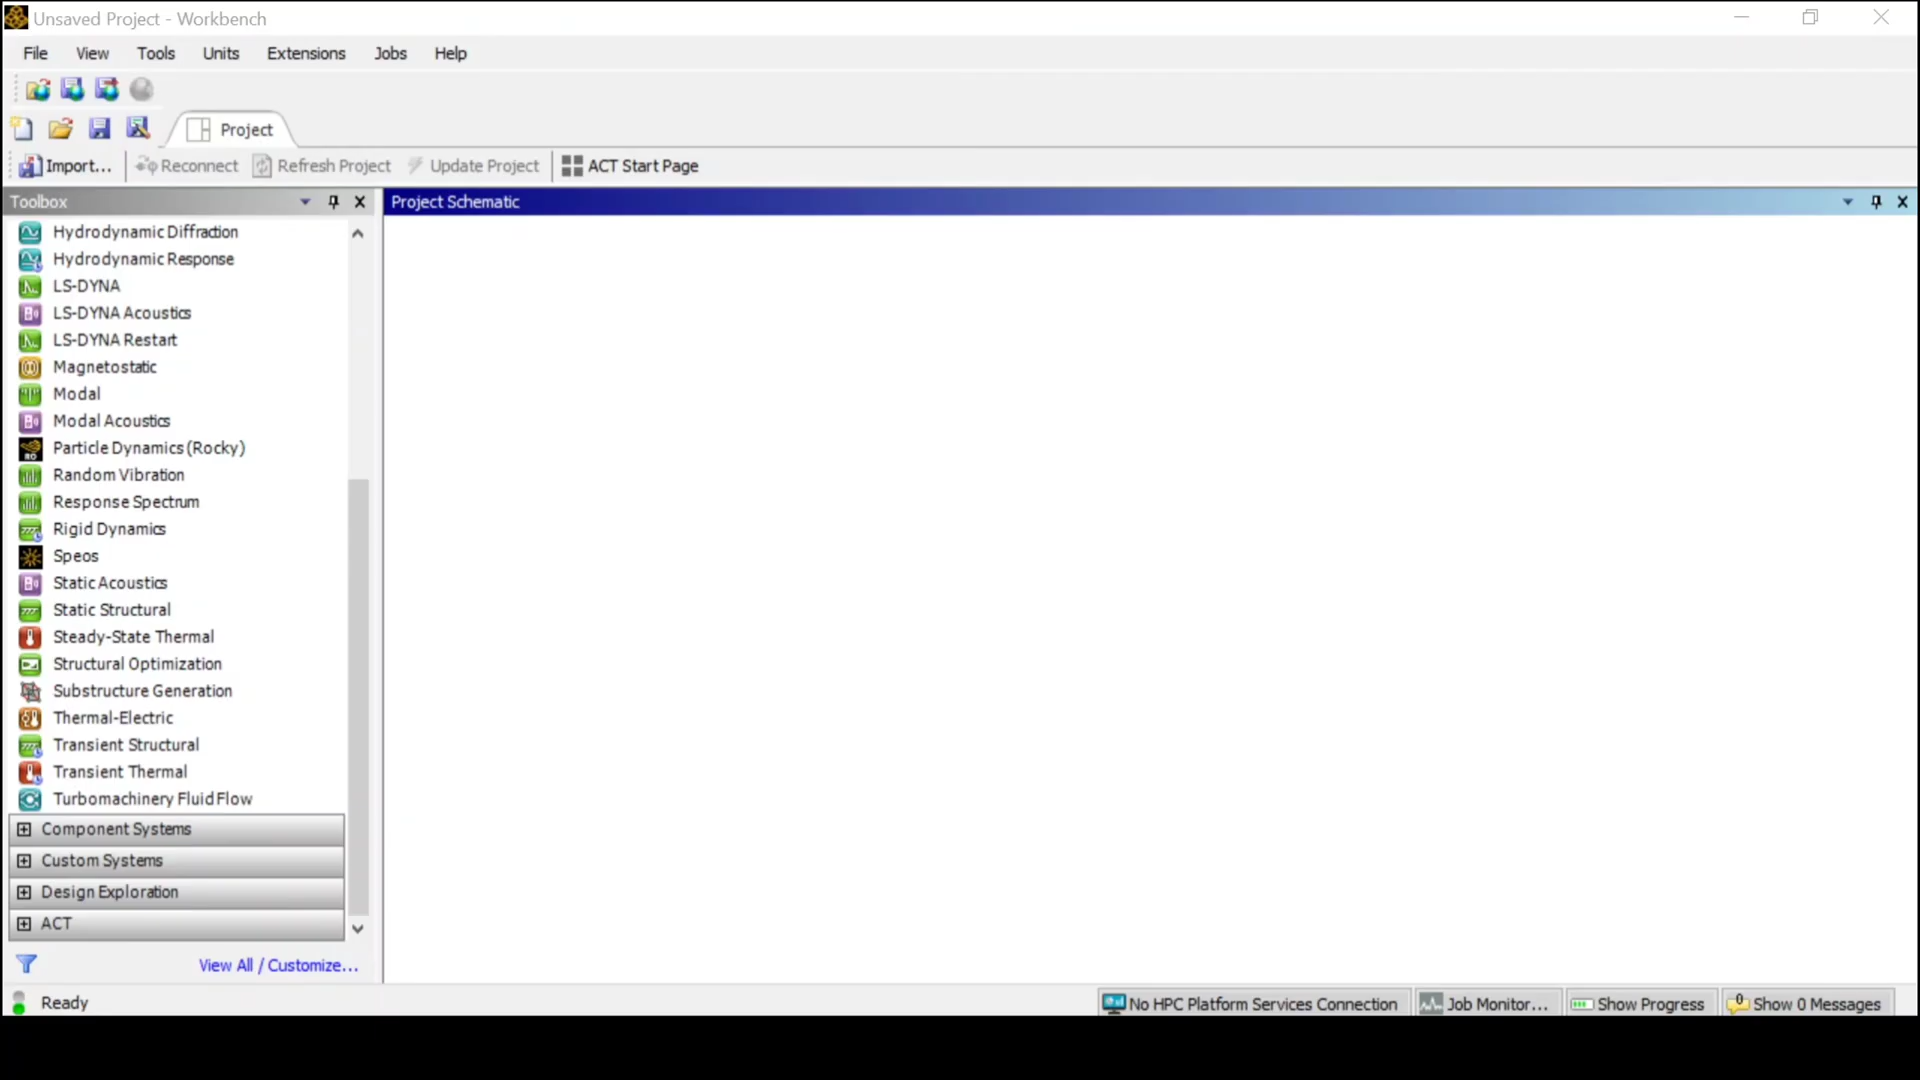 Unsaved Project - Workbench
File View Tools Units Extensions Jobs Help
Project
Import... Reconnect Refresh Project Update Project ACT Start Page
Toolbox
Project Schematic
Hydrodynamic Diffraction
Hydrodynamic Response
LS-DYNA
LS-DYNA Acoustics
LS-DYNA Restart
Magnetostatic
Modal
Modal Acoustics
Particle Dynamics (Rocky)
Random Vibration
Response Spectrum
Rigid Dynamics
Speos
Static Acoustics
Static Structural
Steady-State Thermal
Structural Optimization
Substructure Generation
Thermal-Electric
Transient Structural
Transient Thermal
Turbomachinery Fluid Flow
Component Systems
Custom Systems
Design Exploration
ACT
View All / Customize...
Ready
No HPC Platform Services Connection
Job Monitor...
Show Progress
0 Show 0 Messages